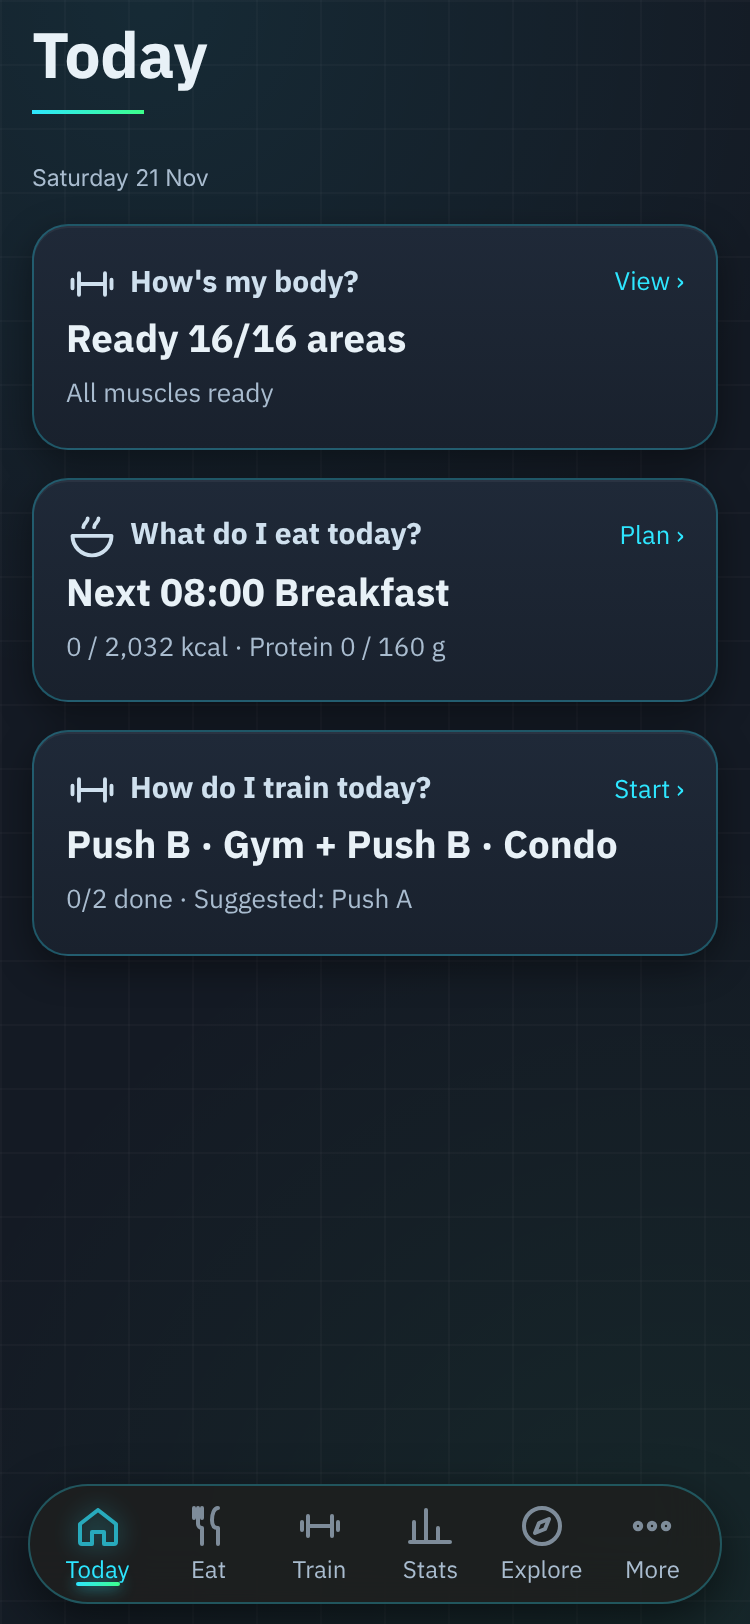 Today
Saturday 21 Nov
How's my body?
View ›
Ready 16/16 areas
All muscles ready
What do I eat today?
Plan ›
Next 08:00 Breakfast
0 / 2,032 kcal · Protein 0 / 160 g
How do I train today?
Start ›
Push B · Gym + Push B · Condo
0/2 done · Suggested: Push A
Today
Eat
Train
Stats
Explore
More